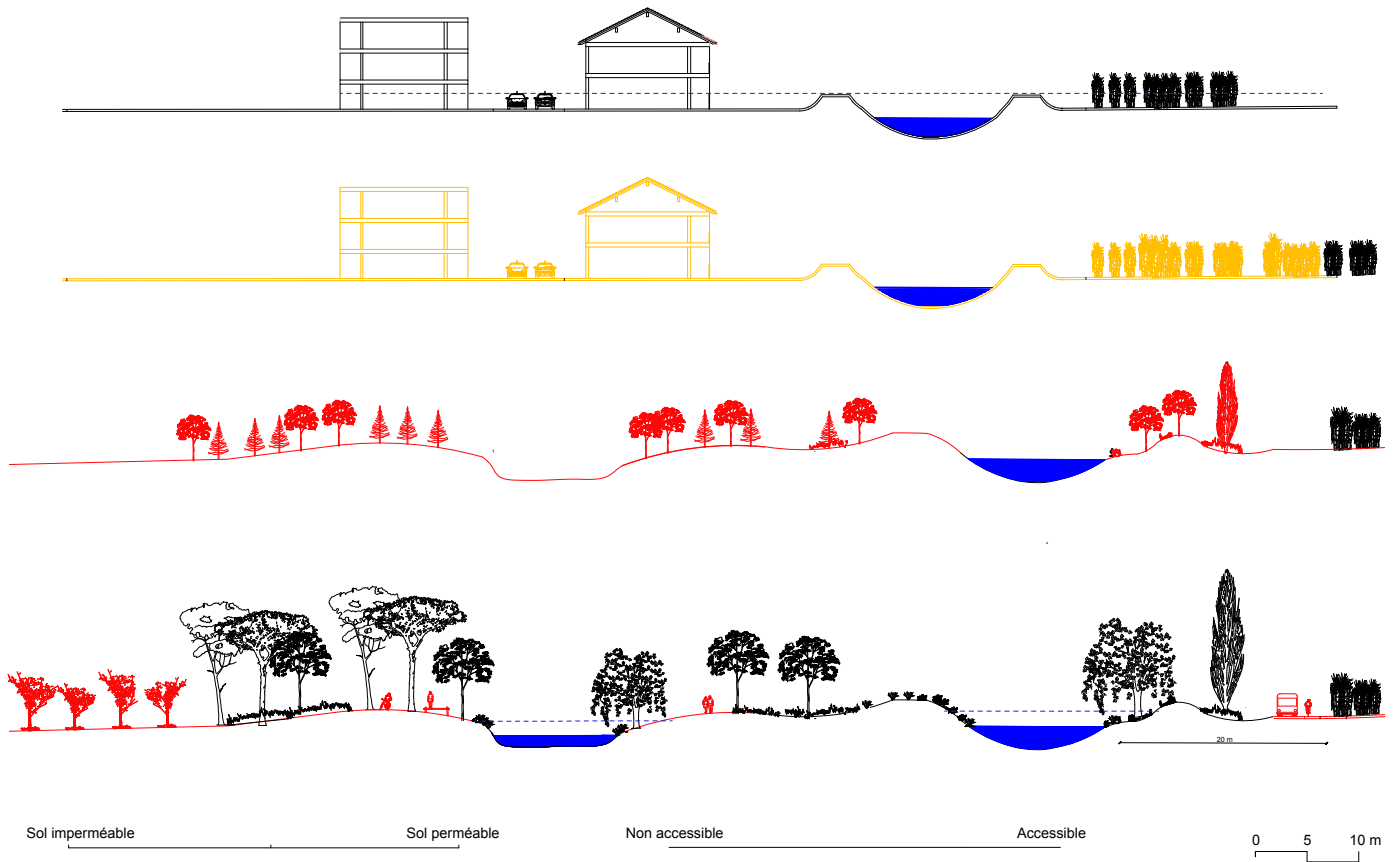 20 m
Sol imperméable
Sol perméable
Non accessible
Accessible
0 5 10 m